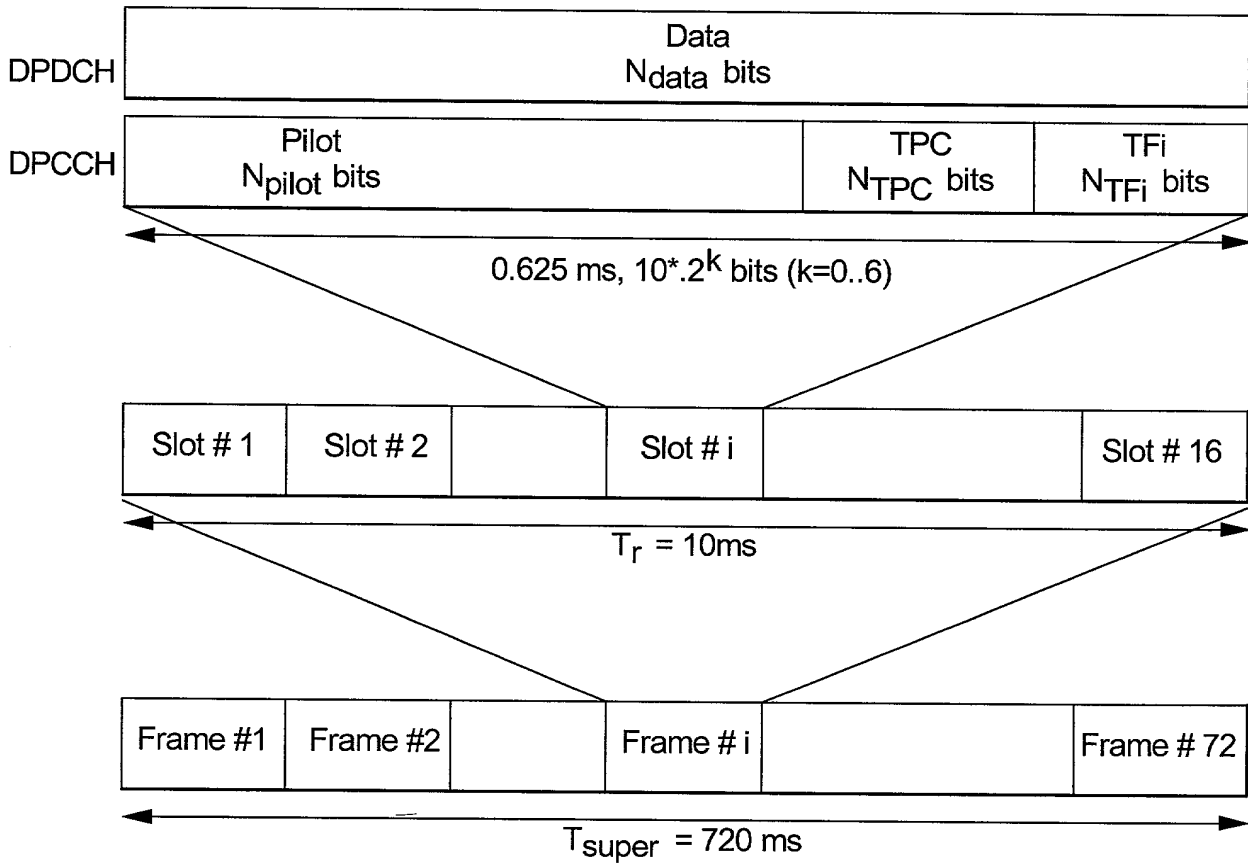 Data
DPDCH
Ndata bits
Pilot
TPC
TFi
DPCCH
Npilot bits
NTPC bits
NTFi bits
0.625 ms, 10*.2^k bits (k=0..6)
Slot # 1
Slot # 2
Slot # i
Slot # 16
Tr = 10ms
Frame #1
Frame #2
Frame # i
Frame # 72
Tsuper = 720 ms